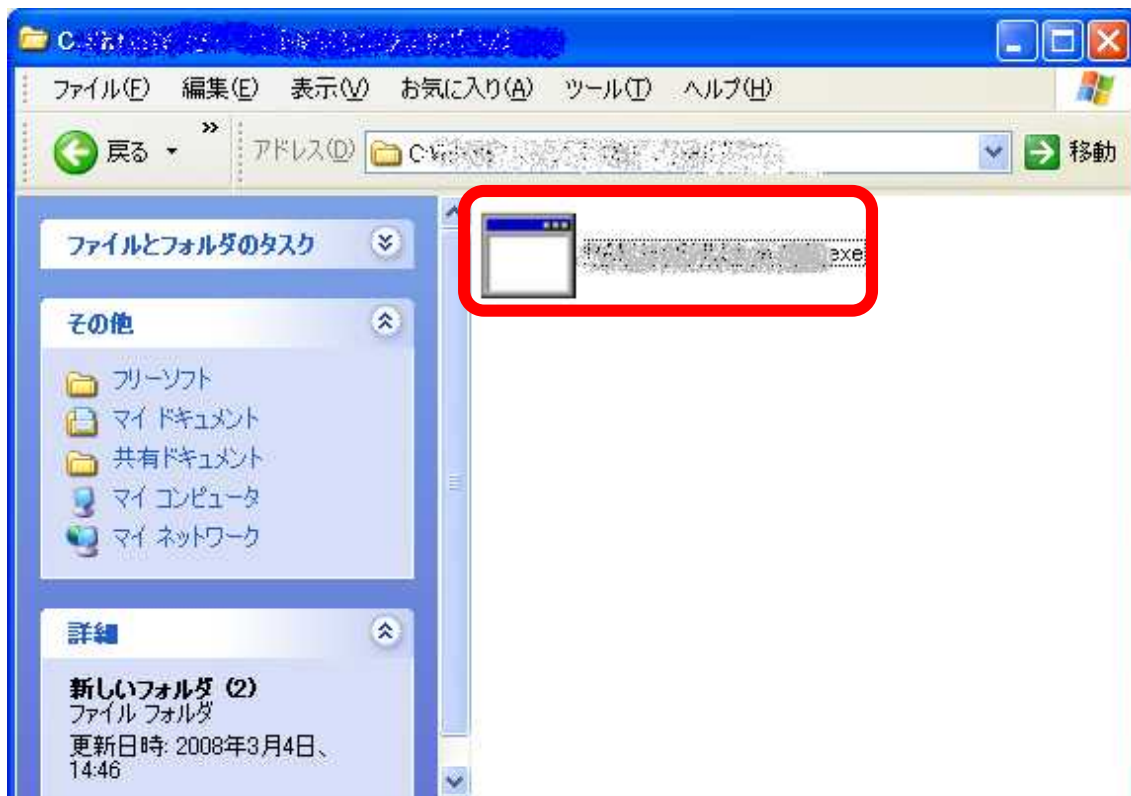 C:
ファイル(F) 編集(E) 表示(V) お気に入り(A) ツール(T) ヘルプ(H)
戻る » アドレス(D) C:¥ 移動
exe
ファイルとフォルダのタスク
その他
フリーソフト
マイ ドキュメント
共有ドキュメント
マイ コンピュータ
マイ ネットワーク
詳細
新しいフォルダ (2)
ファイル フォルダ
更新日時: 2008年3月4日、
14:46